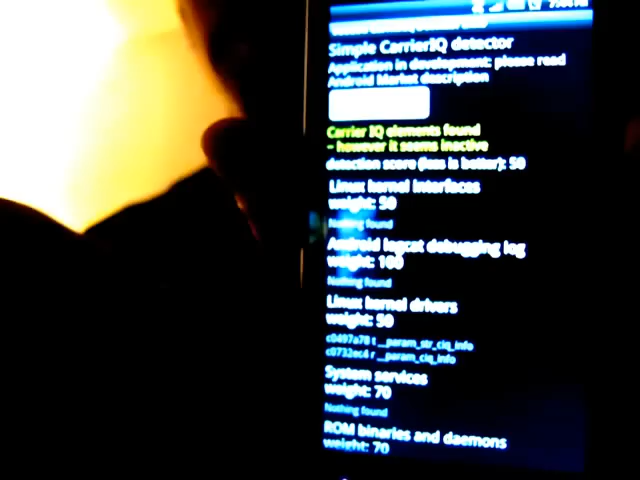 Simple CarrierIQ detector
Application in development: please read
Android Market description
Carrier IQ elements found
- however it seems inactive
detection score (less is better): 50
Linux kernel interfaces
weight: 50
Nothing found
Android logcat debugging log
weight: 100
Nothing found
Linux kernel drivers
weight: 50
c0497a78 t __param_str_ciq_info
c0732ec4 r __param_ciq_info
System services
weight: 70
Nothing found
ROM binaries and daemons
weight: 70